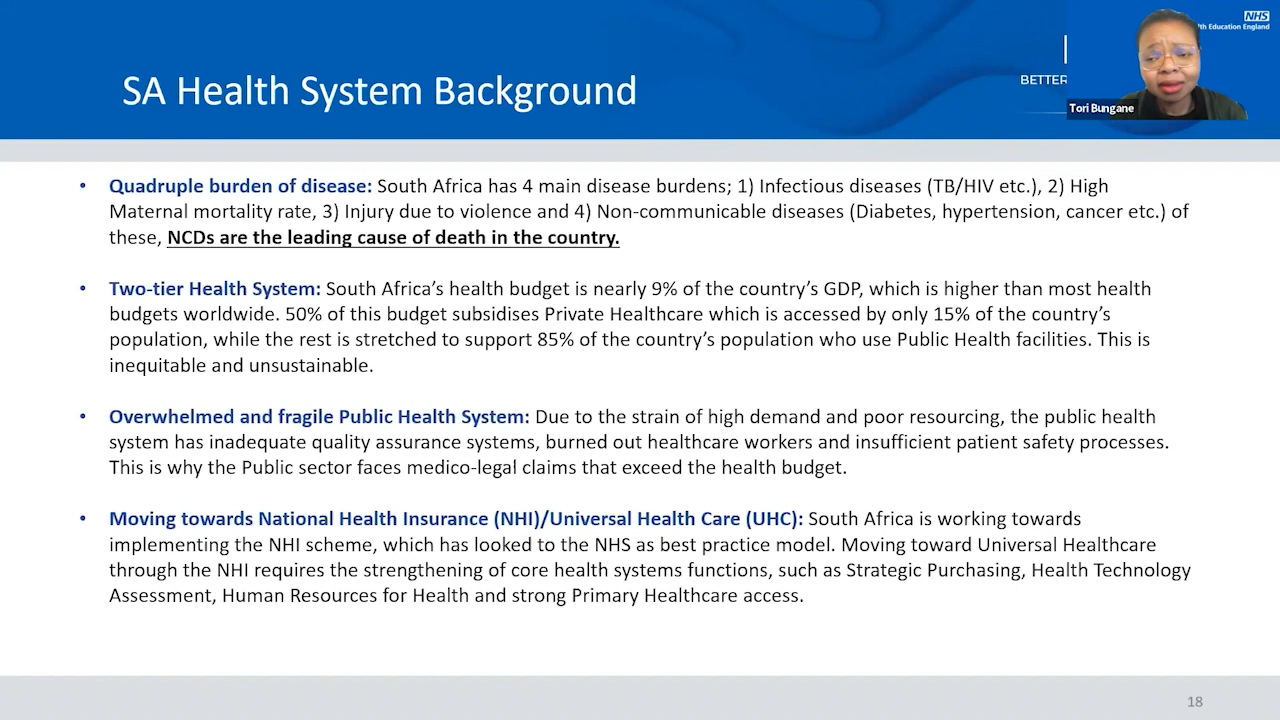 NHS
th Education England
SA Health System Background
BETTER
Tori Bungane
• Quadruple burden of disease: South Africa has 4 main disease burdens; 1) Infectious diseases (TB/HIV etc.), 2) High
Maternal mortality rate, 3) Injury due to violence and 4) Non-communicable diseases (Diabetes, hypertension, cancer etc.) of
these, NCDs are the leading cause of death in the country.
• Two-tier Health System: South Africa’s health budget is nearly 9% of the country’s GDP, which is higher than most health
budgets worldwide. 50% of this budget subsidises Private Healthcare which is accessed by only 15% of the country’s
population, while the rest is stretched to support 85% of the country’s population who use Public Health facilities. This is
inequitable and unsustainable.
• Overwhelmed and fragile Public Health System: Due to the strain of high demand and poor resourcing, the public health
system has inadequate quality assurance systems, burned out healthcare workers and insufficient patient safety processes.
This is why the Public sector faces medico-legal claims that exceed the health budget.
• Moving towards National Health Insurance (NHI)/Universal Health Care (UHC): South Africa is working towards
implementing the NHI scheme, which has looked to the NHS as best practice model. Moving toward Universal Healthcare
through the NHI requires the strengthening of core health systems functions, such as Strategic Purchasing, Health Technology
Assessment, Human Resources for Health and strong Primary Healthcare access.
18